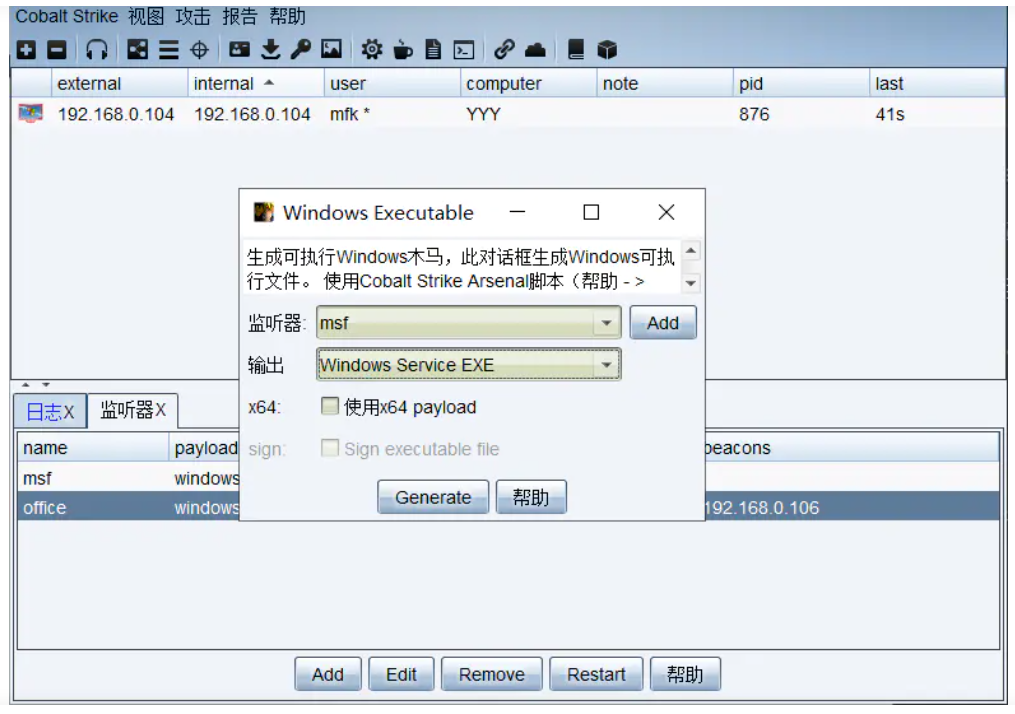 Cobalt Strike 视图 攻击 报告 帮助
external internal user computer note pid last
192.168.0.104 192.168.0.104 mfk * YYY 876 41s
Windows Executable
生成可执行Windows木马，此对话框生成Windows可执
行文件。 使用Cobalt Strike Arsenal脚本（帮助 - >
监听器: msf Add
输出 Windows Service EXE
x64: 使用x64 payload
sign: Sign executable file
Generate 帮助
日志X 监听器X
name payload beacons
msf windows
office windows 192.168.0.106
Add Edit Remove Restart 帮助